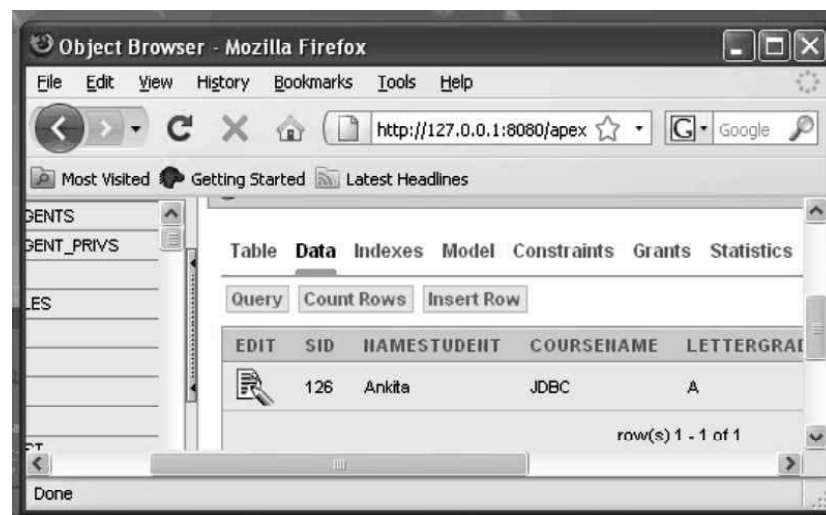 Object Browser - Mozilla Firefox
File Edit View History Bookmarks Tools Help
http://127.0.0.1:8080/apex G Google
Most Visited Getting Started Latest Headlines
GENTS
GENT_PRIVS
LES
Table Data Indexes Model Constraints Grants Statistics
Query Count Rows Insert Row
EDIT SID NAMESTUDENT COURSENAME LETTERGRAD
126 Ankita JDBC A
row(s) 1 - 1 of 1
Done